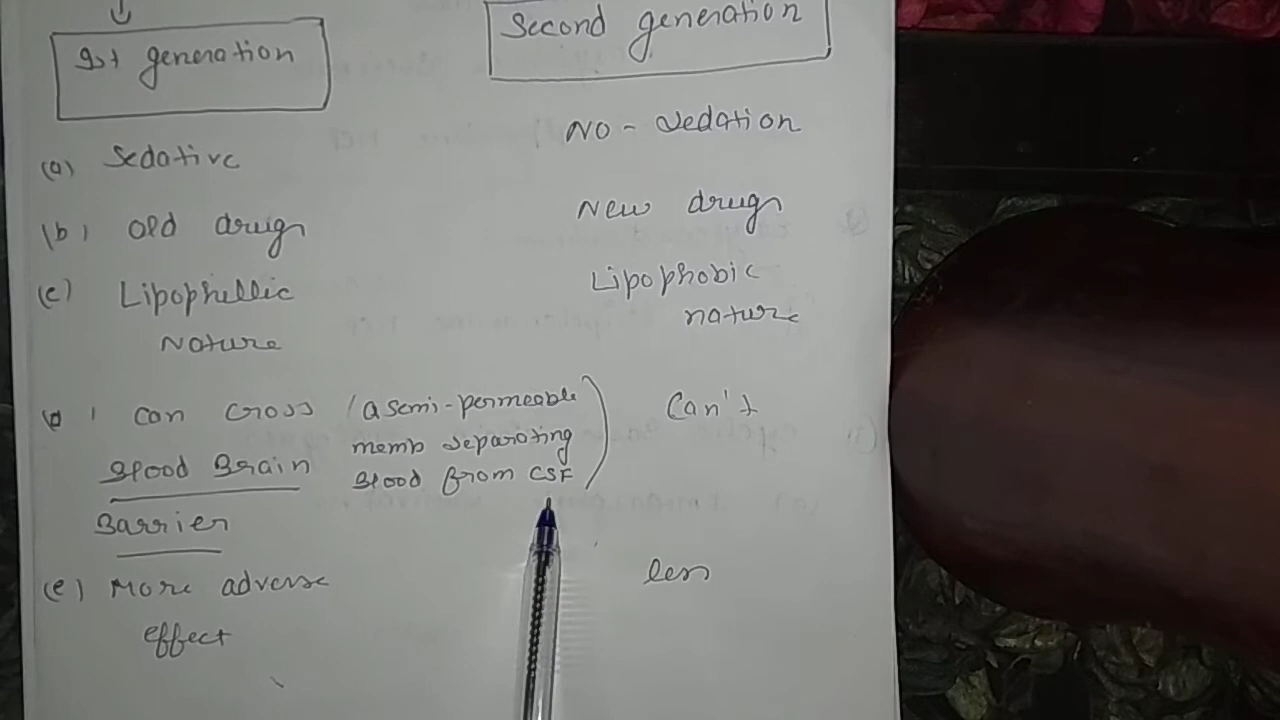 1st generation
Second generation
(a) Sedative
No - Sedation
(b) Old drug
New drug
(c) Lipophillic
Nature
Lipophobic
nature
Can cross (a semi-permeable
memb separating
Blood from CSF)
Blood Brain
Barrier
Can't
(e) More adverse
effect
less